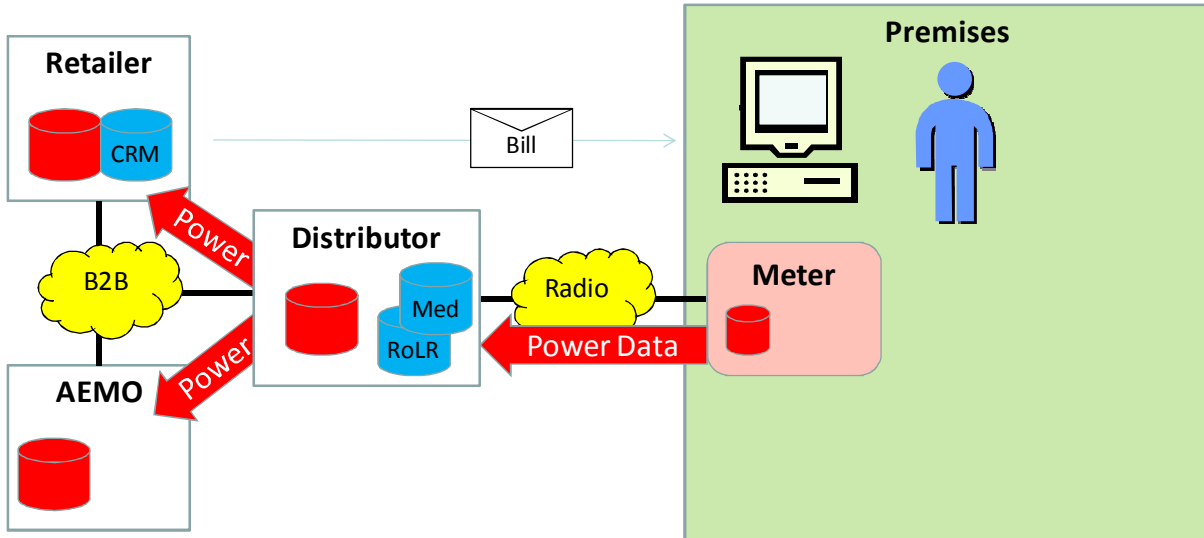 Retailer
CRM
Bill
Premises
Power
B2B
Distributor
Med
RoLR
Radio
Meter
Power Data
Power
AEMO